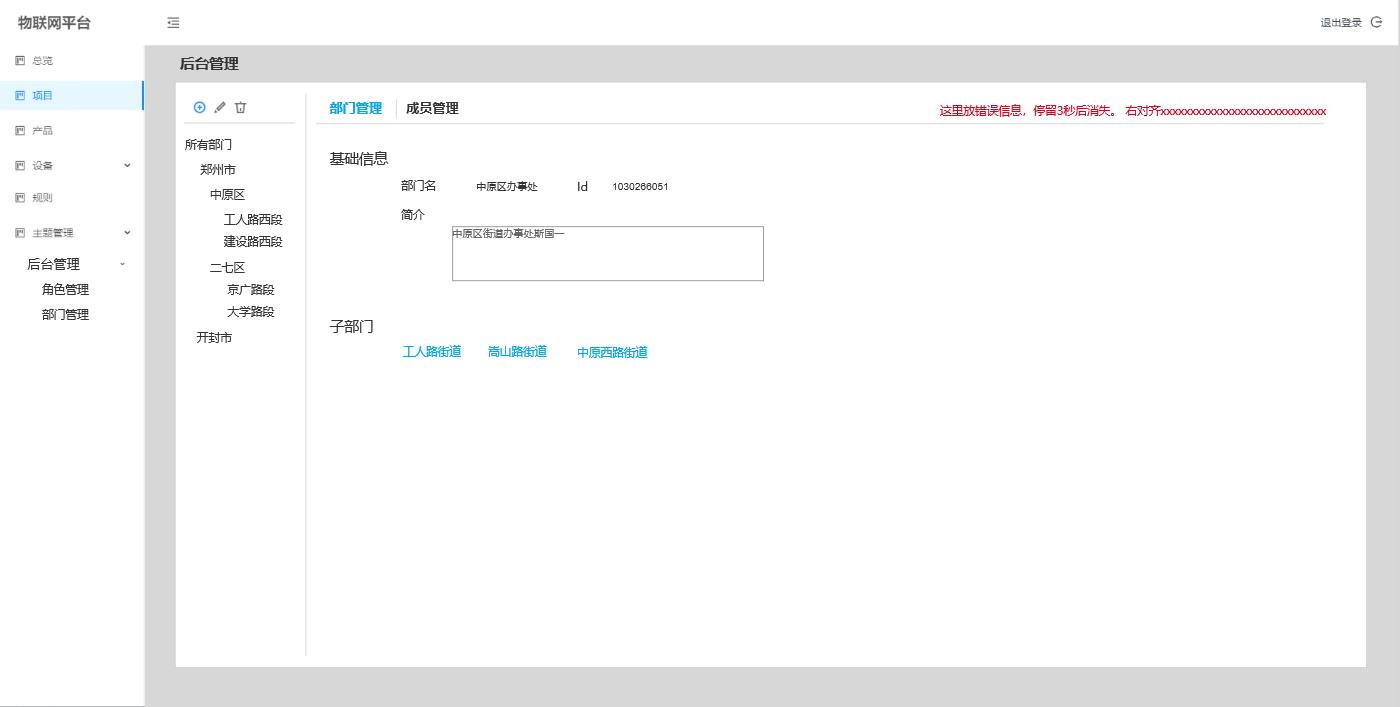 物联网平台
退出登录
总览
项目
产品
设备
规则
主题管理
后台管理
角色管理
部门管理
后台管理
所有部门
郑州市
中原区
工人路西段
建设路西段
二七区
京广路段
大学路段
开封市
部门管理 成员管理
这里放错误信息，停留3秒后消失。 右对齐xxxxxxxxxxxxxxxxxxxxxxxxxxxx
基础信息
部门名 中原区办事处 Id 1030266051
简介
中原区街道办事处斯国一
子部门
工人路街道 嵩山路街道 中原西路街道